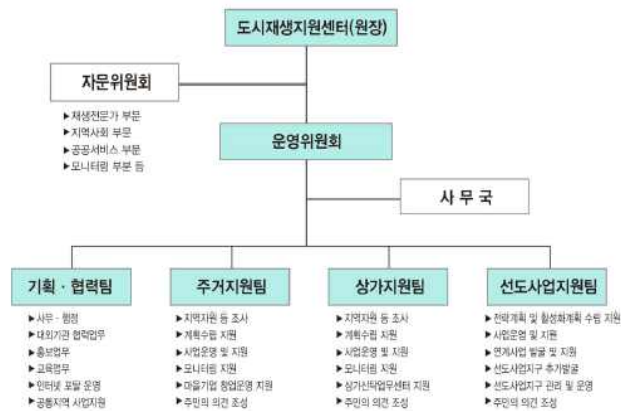 도시재생지원센터(원장)
자문위원회
▶재생전문가 부문
▶지역사회 부문
▶공공서비스 부문
▶모니터링 부분 등
운영위원회
사무국
기획 · 협력팀
▶사무 · 행정
▶대외기관 협력업무
▶홍보업무
▶교육업무
▶인터넷 포달 운영
▶공통지역 사업지원
주거지원팀
▶지역자원 등 조사
▶계획수립 지원
▶사업운영 및 지원
▶모니터링 지원
▶마을기업 창업운영 지원
▶주민의 의견 조성
상가지원팀
▶지역자원 등 조사
▶계획수립 지원
▶사업운영 및 지원
▶모니터링 지원
▶상가신탁업무센터 지원
▶주민의 의견 조성
선도사업지원팀
▶전략계획 및 활성화계획 수립 지원
▶사업운영 및 지원
▶연계사업 발굴 및 지원
▶선도사업지구 추가발굴
▶선도사업지구 관리 및 운영
▶주민의 의견 조성